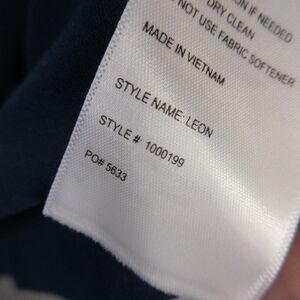 ON IF NEEDED
DRY CLEAN
NOT USE FABRIC SOFTENER
MADE IN VIETNAM
STYLE NAME: LEON
STYLE # 1000199
PO# 5633